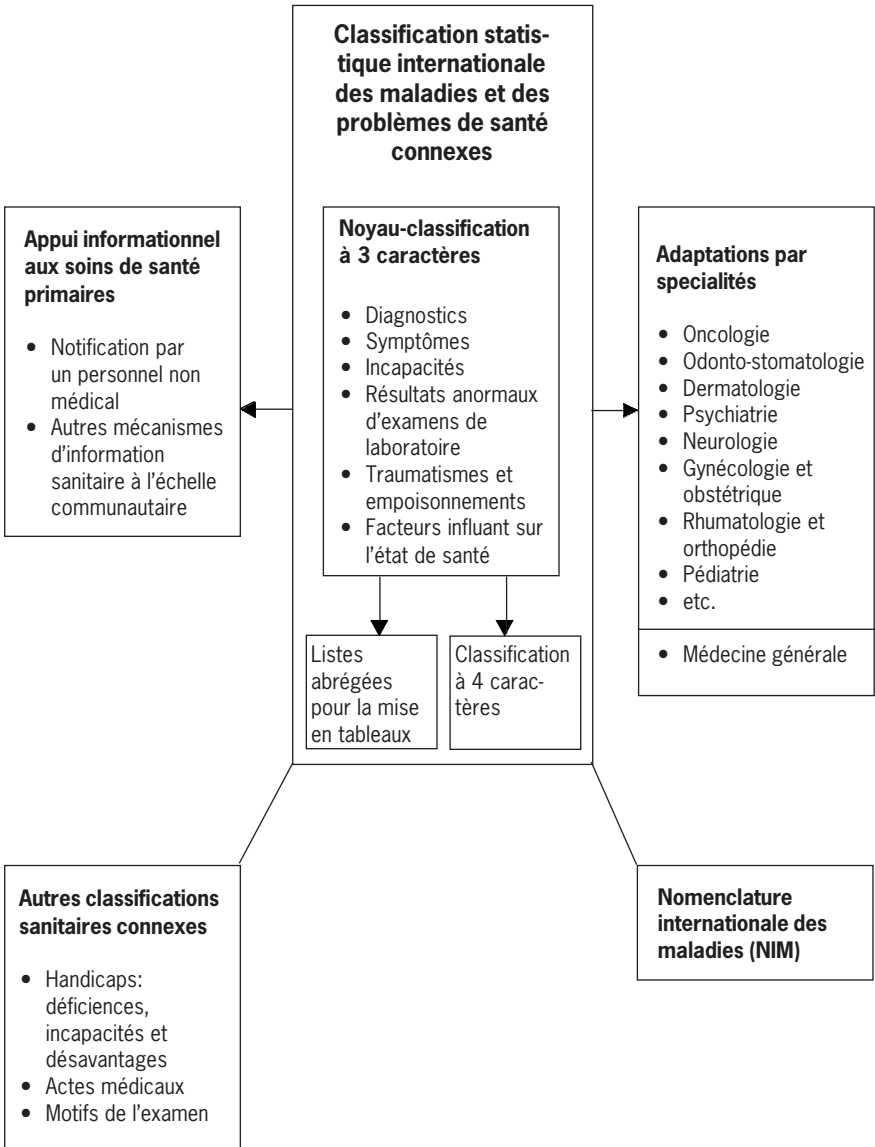 Classification statis-
tique internationale
des maladies et des
problèmes de santé
connexes
Appui informationnel
aux soins de santé
primaires
• Notification par
un personnel non
médical
• Autres mécanismes
d'information
sanitaire à l'échelle
communautaire
Noyau-classification
à 3 caractères
• Diagnostics
• Symptômes
• Incapacités
• Résultats anormaux
d'examens de
laboratoire
• Traumatismes et
empoisonnements
• Facteurs influant sur
l'état de santé
Listes
abrégées
pour la mise
en tableaux
Classification
à 4 carac-
tères
Adaptations par
specialités
• Oncologie
• Odonto-stomatologie
• Dermatologie
• Psychiatrie
• Neurologie
• Gynécologie et
obstétrique
• Rhumatologie et
orthopédie
• Pédiatrie
• etc.
• Médecine générale
Autres classifications
sanitaires connexes
• Handicaps:
déficiences,
incapacités et
désavantages
• Actes médicaux
• Motifs de l'examen
Nomenclature
internationale des
maladies (NIM)